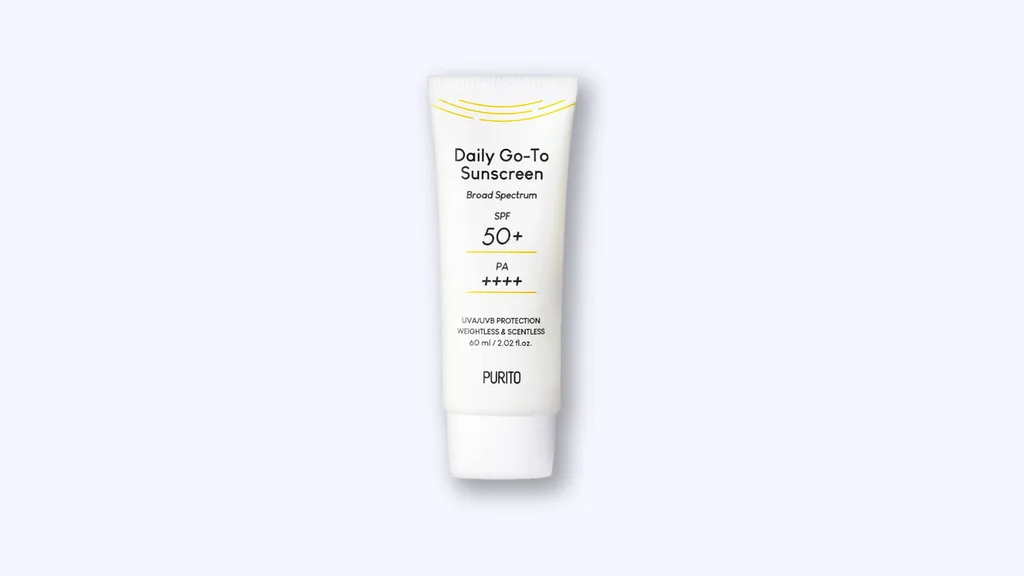 Daily Go-To
Sunscreen
Broad Spectrum
SPF
50+
PA
++++
UVA/UVB PROTECTION
WEIGHTLESS & SCENTLESS
60 ml / 2.02 fl.oz.
PURITO